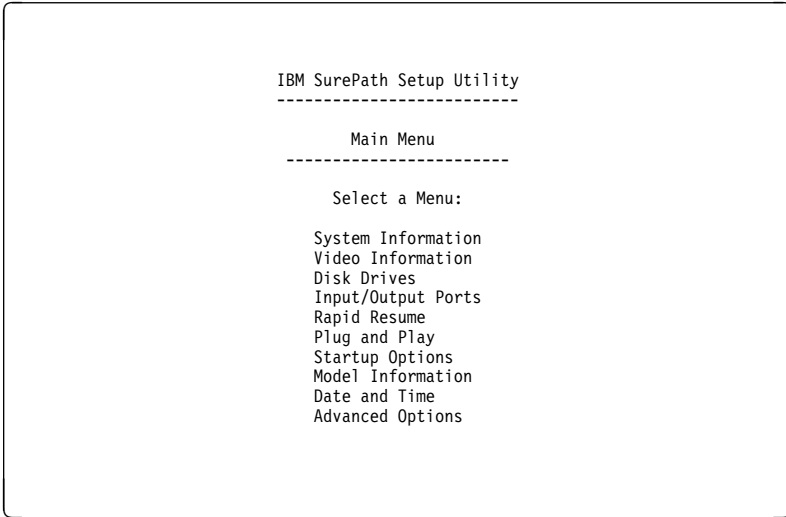 IBM SurePath Setup Utility
--------------------------
Main Menu
------------------------
Select a Menu:
System Information
Video Information
Disk Drives
Input/Output Ports
Rapid Resume
Plug and Play
Startup Options
Model Information
Date and Time
Advanced Options